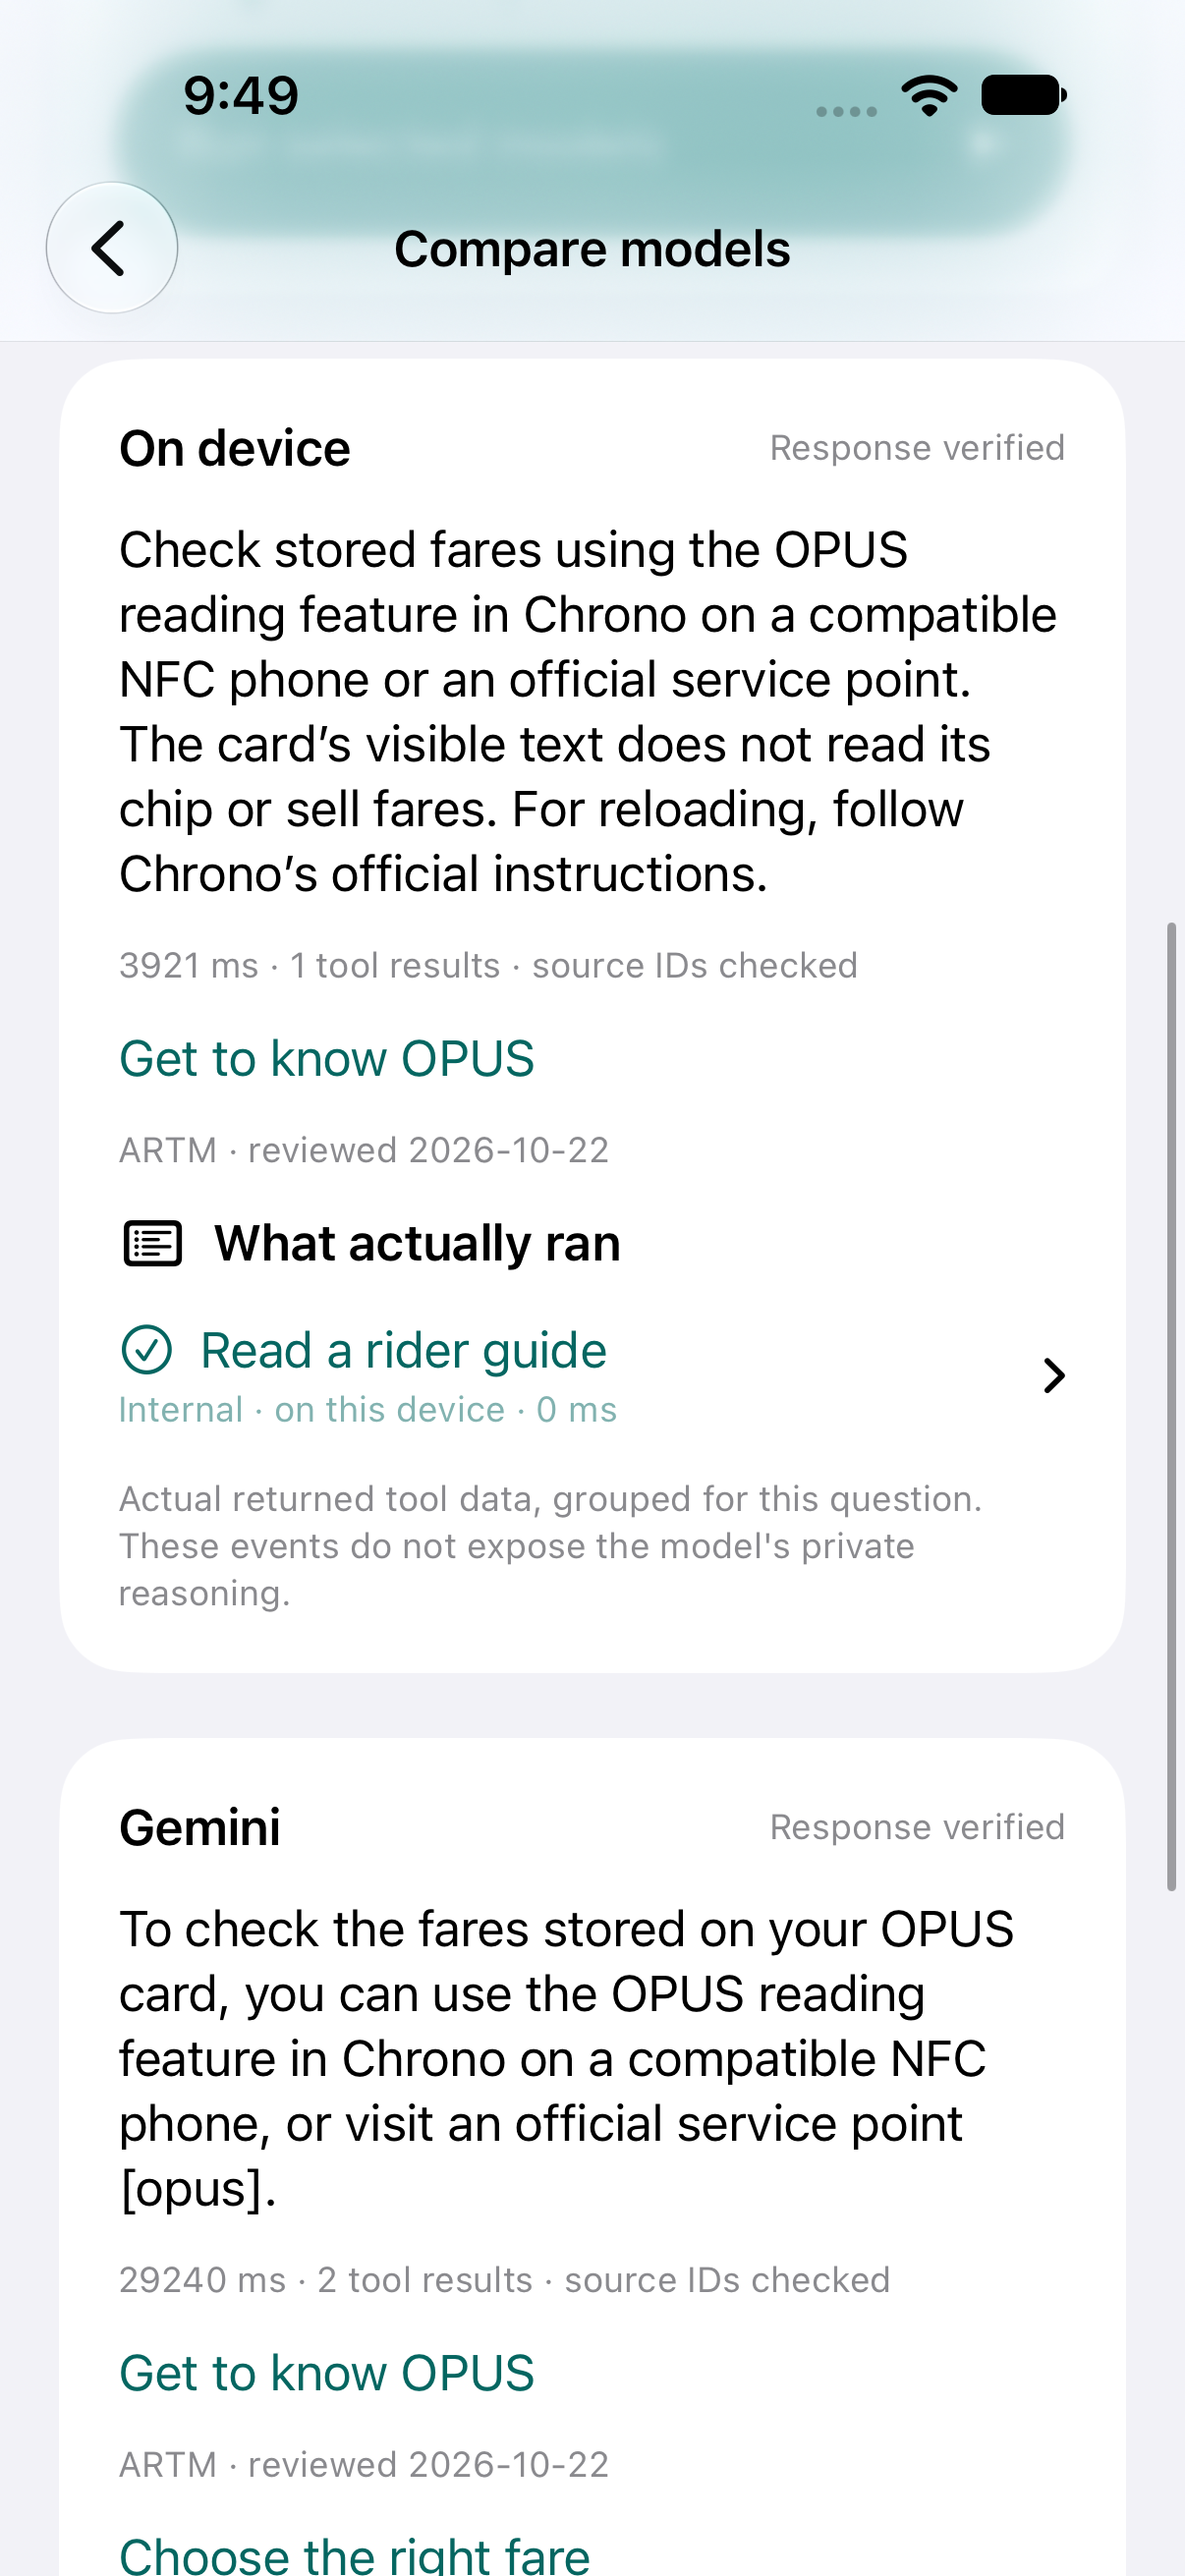 9:49
Compare models
On device
Response verified
Check stored fares using the OPUS
reading feature in Chrono on a compatible
NFC phone or an official service point.
The card’s visible text does not read its
chip or sell fares. For reloading, follow
Chrono’s official instructions.
3921 ms · 1 tool results · source IDs checked
Get to know OPUS
ARTM · reviewed 2026-10-22
What actually ran
Read a rider guide
Internal · on this device · 0 ms
Actual returned tool data, grouped for this question.
These events do not expose the model's private
reasoning.
Gemini
Response verified
To check the fares stored on your OPUS
card, you can use the OPUS reading
feature in Chrono on a compatible NFC
phone, or visit an official service point
[opus].
29240 ms · 2 tool results · source IDs checked
Get to know OPUS
ARTM · reviewed 2026-10-22
Choose the right fare